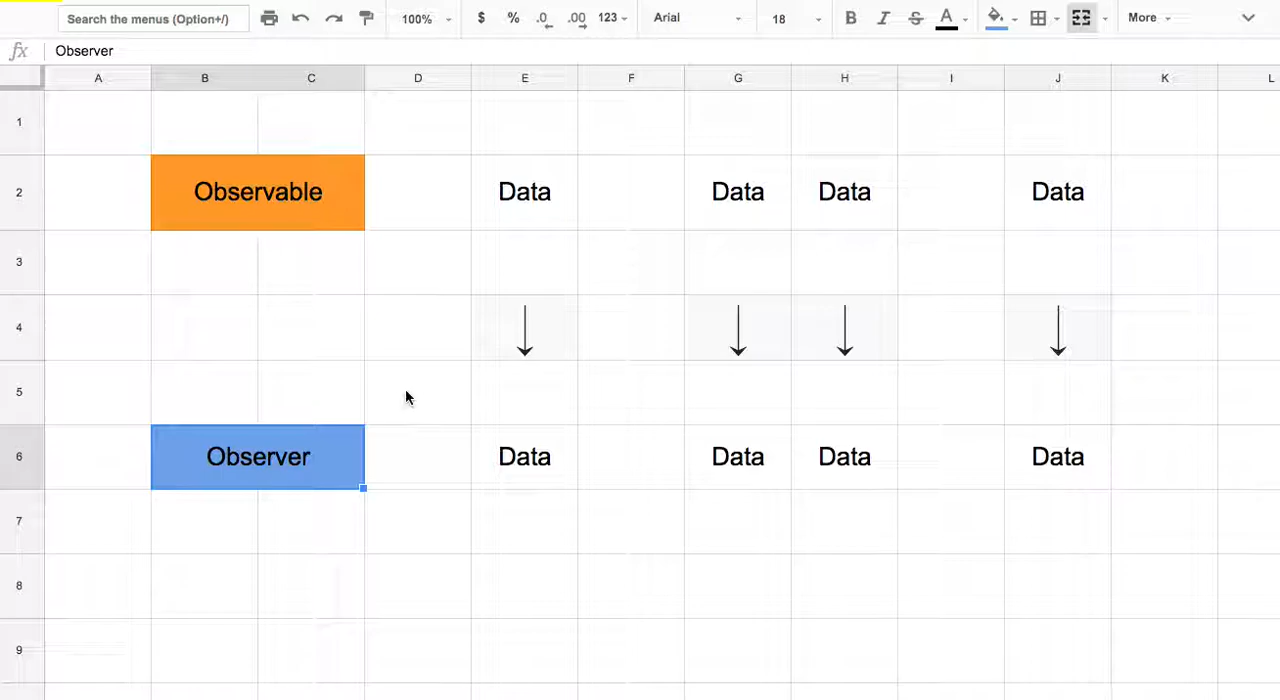 Search the menus (Option+/) 100% $ % .0 .00 123 Arial 18 B I S A More
fx Observer
A B C D E F G H I J K L
1
2 Observable Data Data Data Data
3
4
5
6 Observer Data Data Data Data
7
8
9